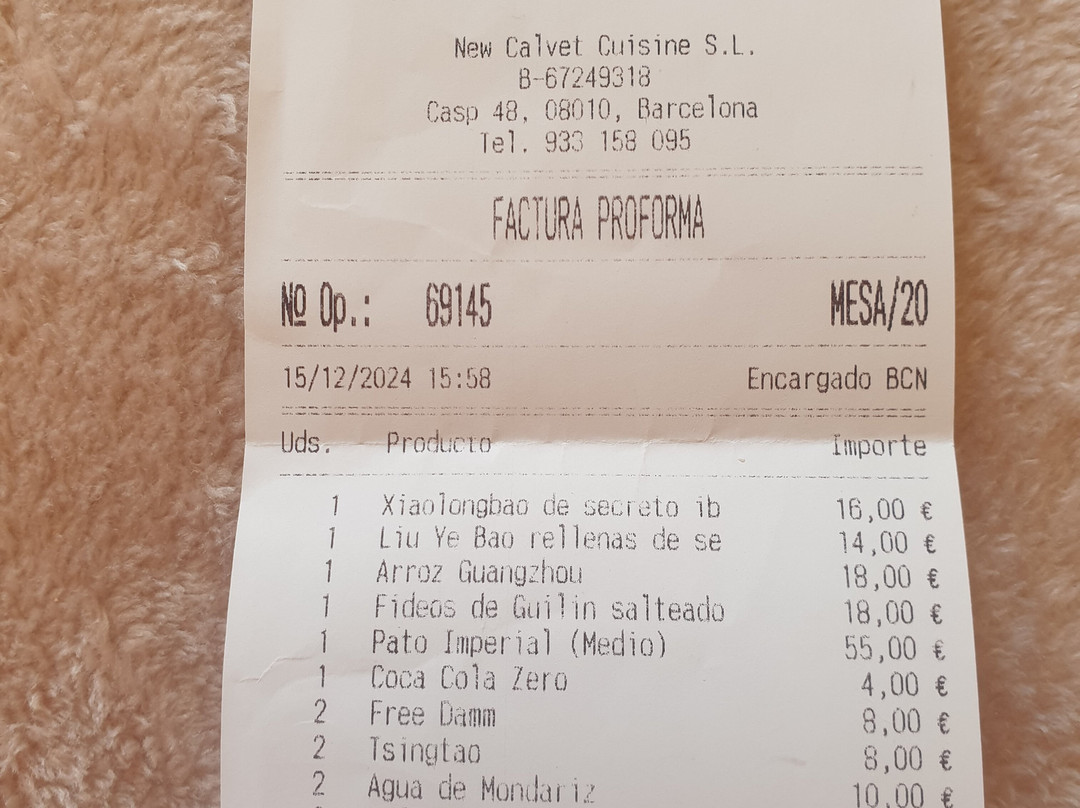 New Calvet Cuisine S.L.
B-67249318
Casp 48, 08010, Barcelona
Tel. 933 158 095
FACTURA PROFORMA
Nº Op.: 69145 MESA/20
15/12/2024 15:58 Encargado BCN
Uds. Producto Importe
1 Xiaolongbao de secreto ib 16,00 €
1 Liu Ye Bao rellenas de se 14,00 €
1 Arroz Guangzhou 18,00 €
1 Fideos de Guilin salteado 18,00 €
1 Pato Imperial (Medio) 55,00 €
1 Coca Cola Zero 4,00 €
2 Free Damm 8,00 €
2 Tsingtao 8,00 €
2 Agua de Mondariz 10,00 €